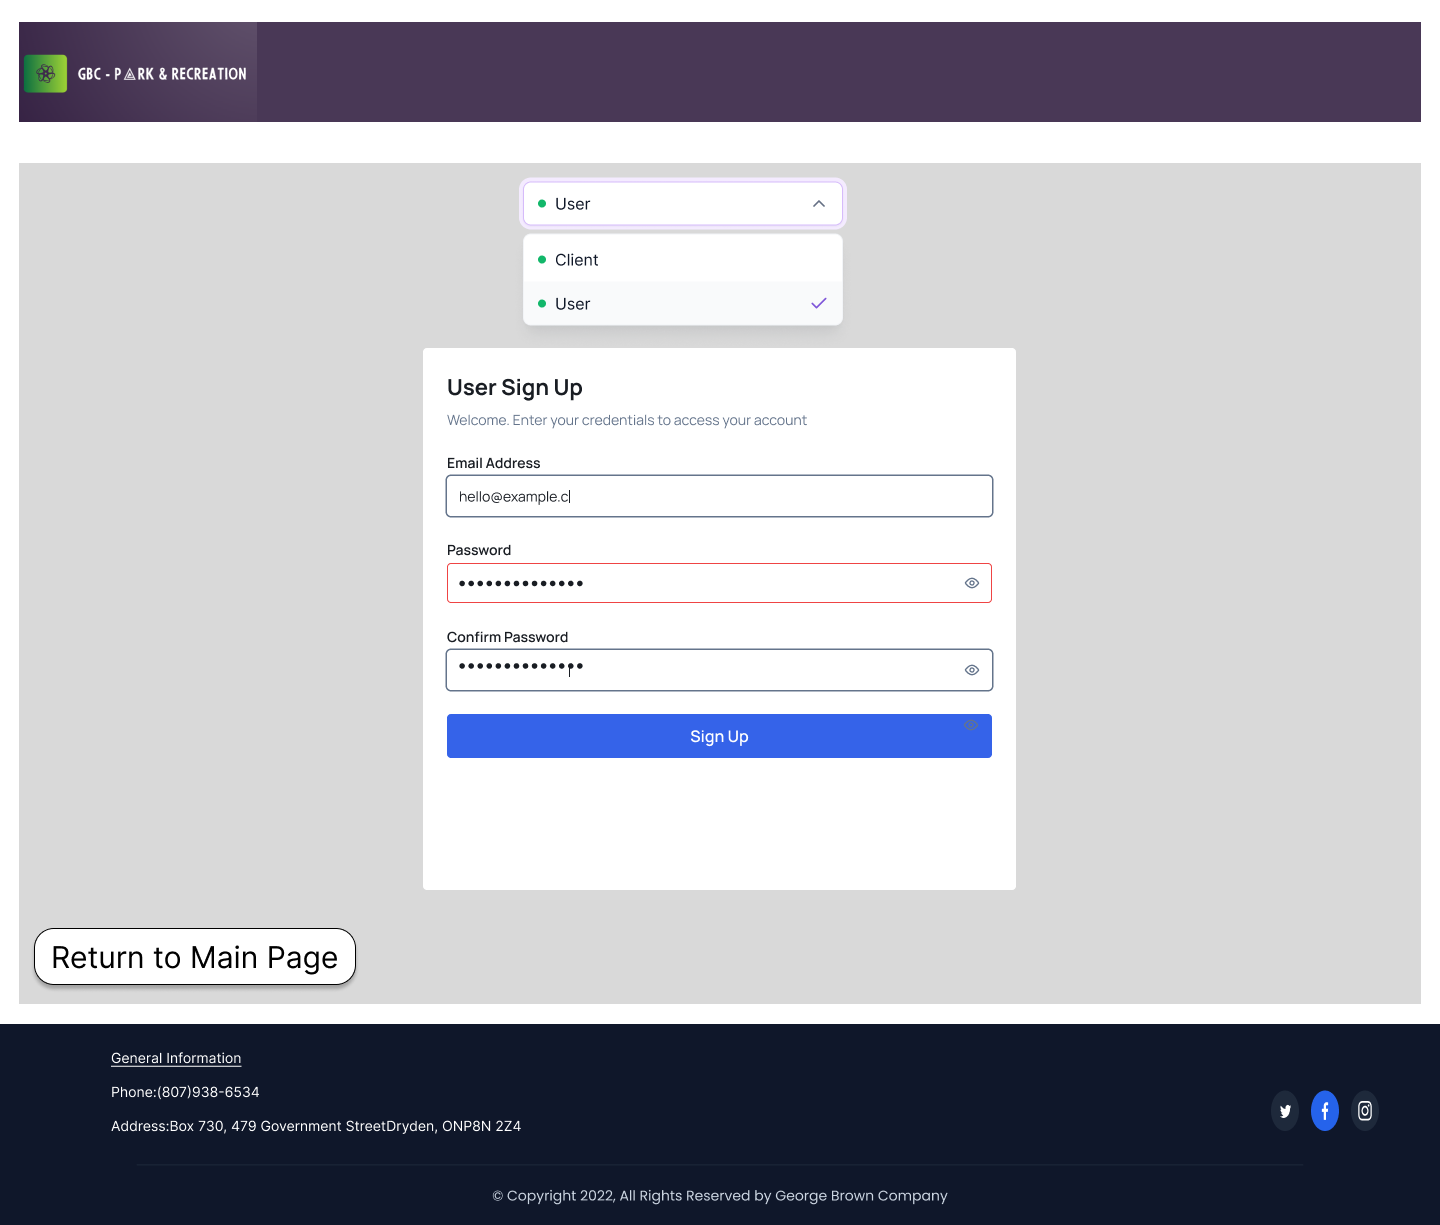 GBC - PARK & RECREATION
User
Client
User
User Sign Up
Welcome. Enter your credentials to access your account
Email Address
hello@example.c
Password
••••••••••••••
Confirm Password
••••••••••••••
Sign Up
Return to Main Page
General Information
Phone:(807)938-6534
Address:Box 730, 479 Government StreetDryden, ONP8N 2Z4
© Copyright 2022, All Rights Reserved by George Brown Company